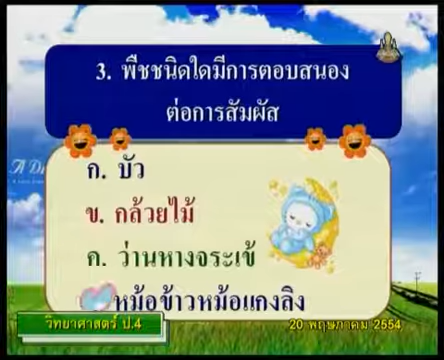 3. พืชชนิดใดมีการตอบสนอง
ต่อการสัมผัส
ก. บัว
ข. กล้วยไม้
ค. ว่านหางจระเข้
หม้อข้าวหม้อแกงลิง
วิทยาศาสตร์ ป.4
20 พฤษภาคม 2554